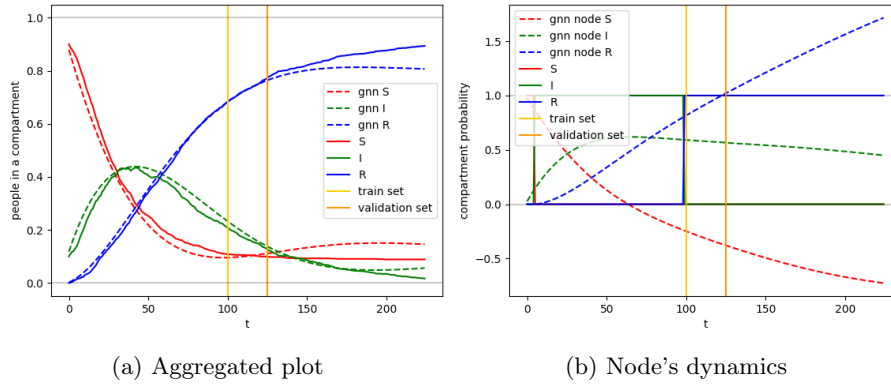 1.0
0.8
0.6
0.4
0.2
0.0
people in a compartment
gnn S
gnn I
gnn R
S
I
R
train set
validation set
0
50
100
150
200
t
(a) Aggregated plot
1.5
1.0
0.5
0.0
−0.5
compartment probability
gnn node S
gnn node I
gnn node R
S
I
R
train set
validation set
0
50
100
150
200
t
(b) Node's dynamics